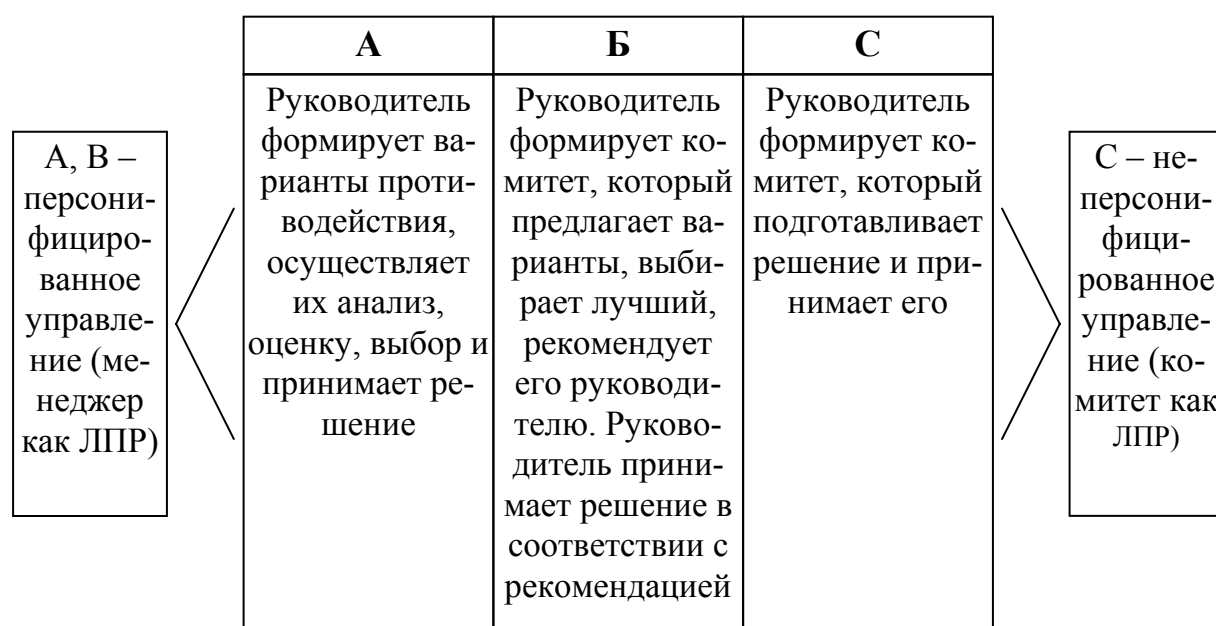 А, В –
персони-
фициро-
ванное
управле-
ние (ме-
неджер
как ЛПР)
А
Руководитель
формирует ва-
рианты проти-
водействия,
осуществляет
их анализ,
оценку, выбор и
принимает ре-
шение
Б
Руководитель
формирует ко-
митет, который
предлагает ва-
рианты, выби-
рает лучший,
рекомендует
его руководи-
телю. Руково-
дитель прини-
мает решение в
соответствии с
рекомендацией
С
Руководитель
формирует ко-
митет, который
подготавливает
решение и при-
нимает его
С – не-
персони-
фици-
рованное
управле-
ние (ко-
митет как
ЛПР)